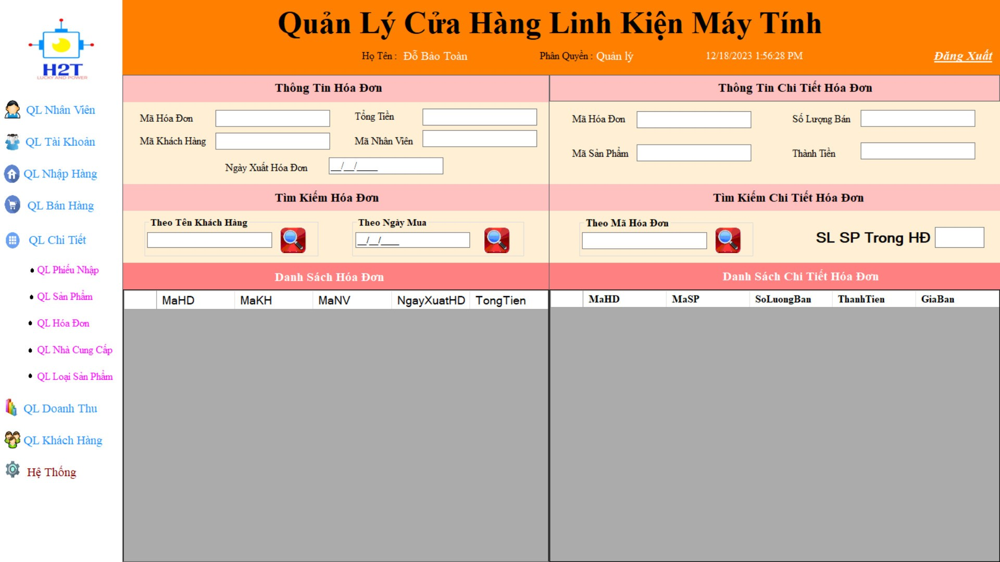 H2T
LUCKY AND POWER
QL Nhân Viên
QL Tài Khoản
QL Nhập Hàng
QL Bán Hàng
QL Chi Tiết
QL Phiếu Nhập
QL Sản Phẩm
QL Hóa Đơn
QL Nhà Cung Cấp
QL Loại Sản Phẩm
QL Doanh Thu
QL Khách Hàng
Hệ Thống
Quản Lý Cửa Hàng Linh Kiện Máy Tính
Họ Tên : Đỗ Bảo Toàn Phân Quyền : Quản lý 12/18/2023 1:56:28 PM Đăng Xuất
Thông Tin Hóa Đơn
Mã Hóa Đơn Tổng Tiền
Mã Khách Hàng Mã Nhân Viên
Ngày Xuất Hóa Đơn __/__/____
Tìm Kiếm Hóa Đơn
Theo Tên Khách Hàng Theo Ngày Mua
__/__/____
Danh Sách Hóa Đơn
MaHD MaKH MaNV NgayXuatHD TongTien
Thông Tin Chi Tiết Hóa Đơn
Mã Hóa Đơn Số Lượng Bán
Mã Sản Phẩm Thành Tiền
Tìm Kiếm Chi Tiết Hóa Đơn
Theo Mã Hóa Đơn
SL SP Trong HĐ
Danh Sách Chi Tiết Hóa Đơn
MaHD MaSP SoLuongBan ThanhTien GiaBan